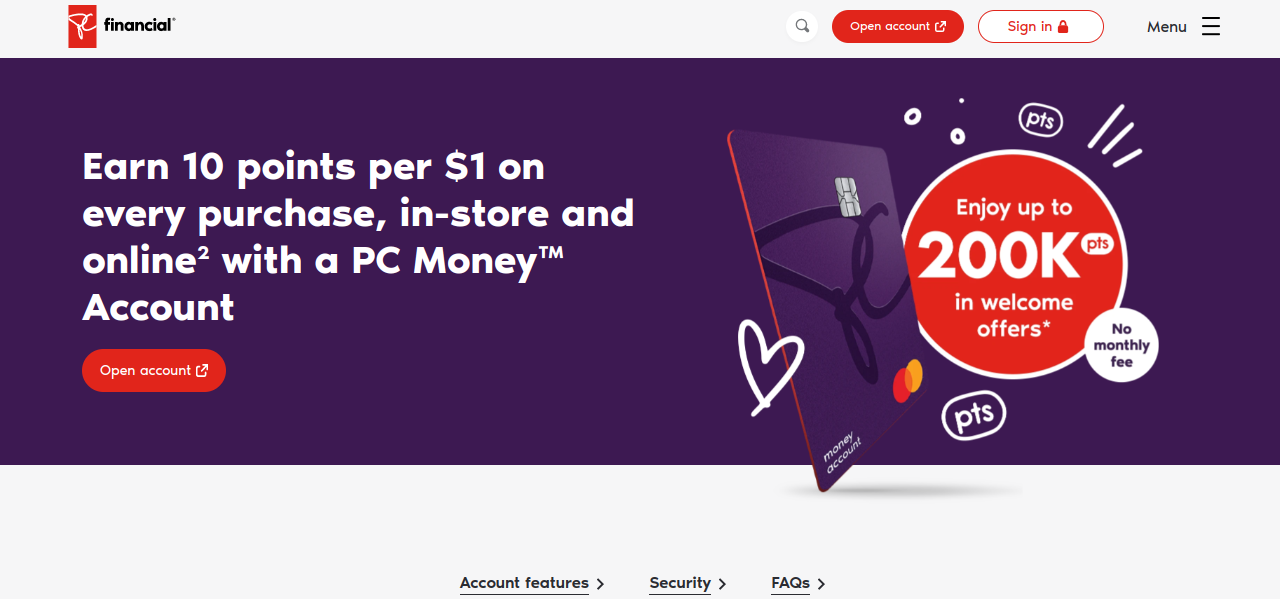 financial®
Open account
Sign in
Menu
Earn 10 points per $1 on
every purchase, in-store and
online² with a PC Money™
Account
Open account
pts
Enjoy up to
200K pts
in welcome
offers*
No
monthly
fee
pts
money
account
Account features
Security
FAQs